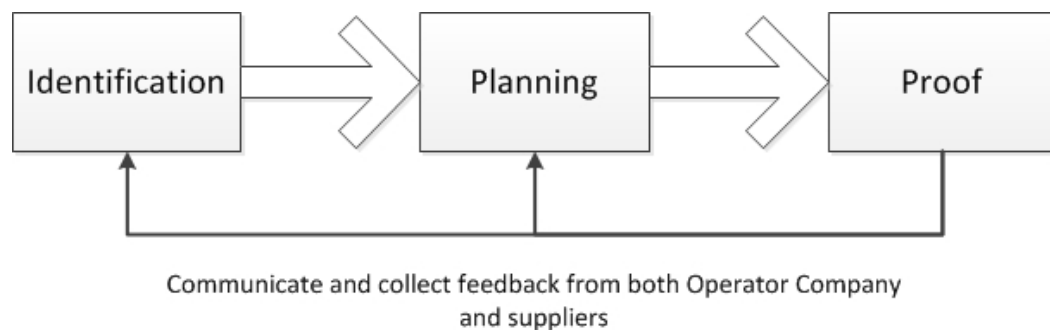 Identification
Planning
Proof
Communicate and collect feedback from both Operator Company
and suppliers